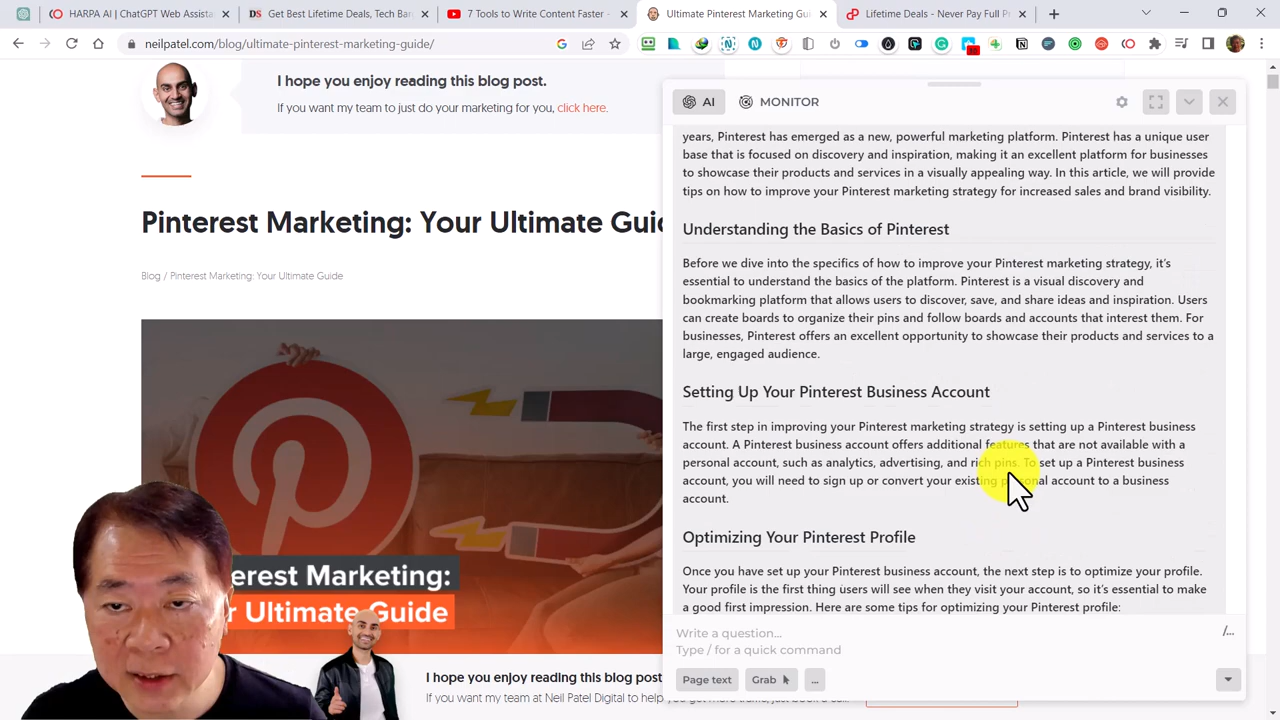 HARPA AI | ChatGPT Web Assista
Get Best Lifetime Deals, Tech Bar
7 Tools to Write Content Faster -
Ultimate Pinterest Marketing Gui
Lifetime Deals - Never Pay Full P
neilpatel.com/blog/ultimate-pinterest-marketing-guide/
I hope you enjoy reading this blog post.
If you want my team to just do your marketing for you, click here.
Pinterest Marketing: Your Ultimate Guid
Blog / Pinterest Marketing: Your Ultimate Guide
erest Marketing:
r Ultimate Guide
I hope you enjoy reading this blog post
If you want my team at Neil Patel Digital to help
AI
MONITOR
years, Pinterest has emerged as a new, powerful marketing platform. Pinterest has a unique user
base that is focused on discovery and inspiration, making it an excellent platform for businesses
to showcase their products and services in a visually appealing way. In this article, we will provide
tips on how to improve your Pinterest marketing strategy for increased sales and brand visibility.
Understanding the Basics of Pinterest
Before we dive into the specifics of how to improve your Pinterest marketing strategy, it's
essential to understand the basics of the platform. Pinterest is a visual discovery and
bookmarking platform that allows users to discover, save, and share ideas and inspiration. Users
can create boards to organize their pins and follow boards and accounts that interest them. For
businesses, Pinterest offers an excellent opportunity to showcase their products and services to a
large, engaged audience.
Setting Up Your Pinterest Business Account
The first step in improving your Pinterest marketing strategy is setting up a Pinterest business
account. A Pinterest business account offers additional features that are not available with a
personal account, such as analytics, advertising, and rich pins. To set up a Pinterest business
account, you will need to sign up or convert your existing personal account to a business
account.
Optimizing Your Pinterest Profile
Once you have set up your Pinterest business account, the next step is to optimize your profile.
Your profile is the first thing users will see when they visit your account, so it's essential to make
a good first impression. Here are some tips for optimizing your Pinterest profile:
Write a question...
Type / for a quick command
/...
Page text
Grab
...